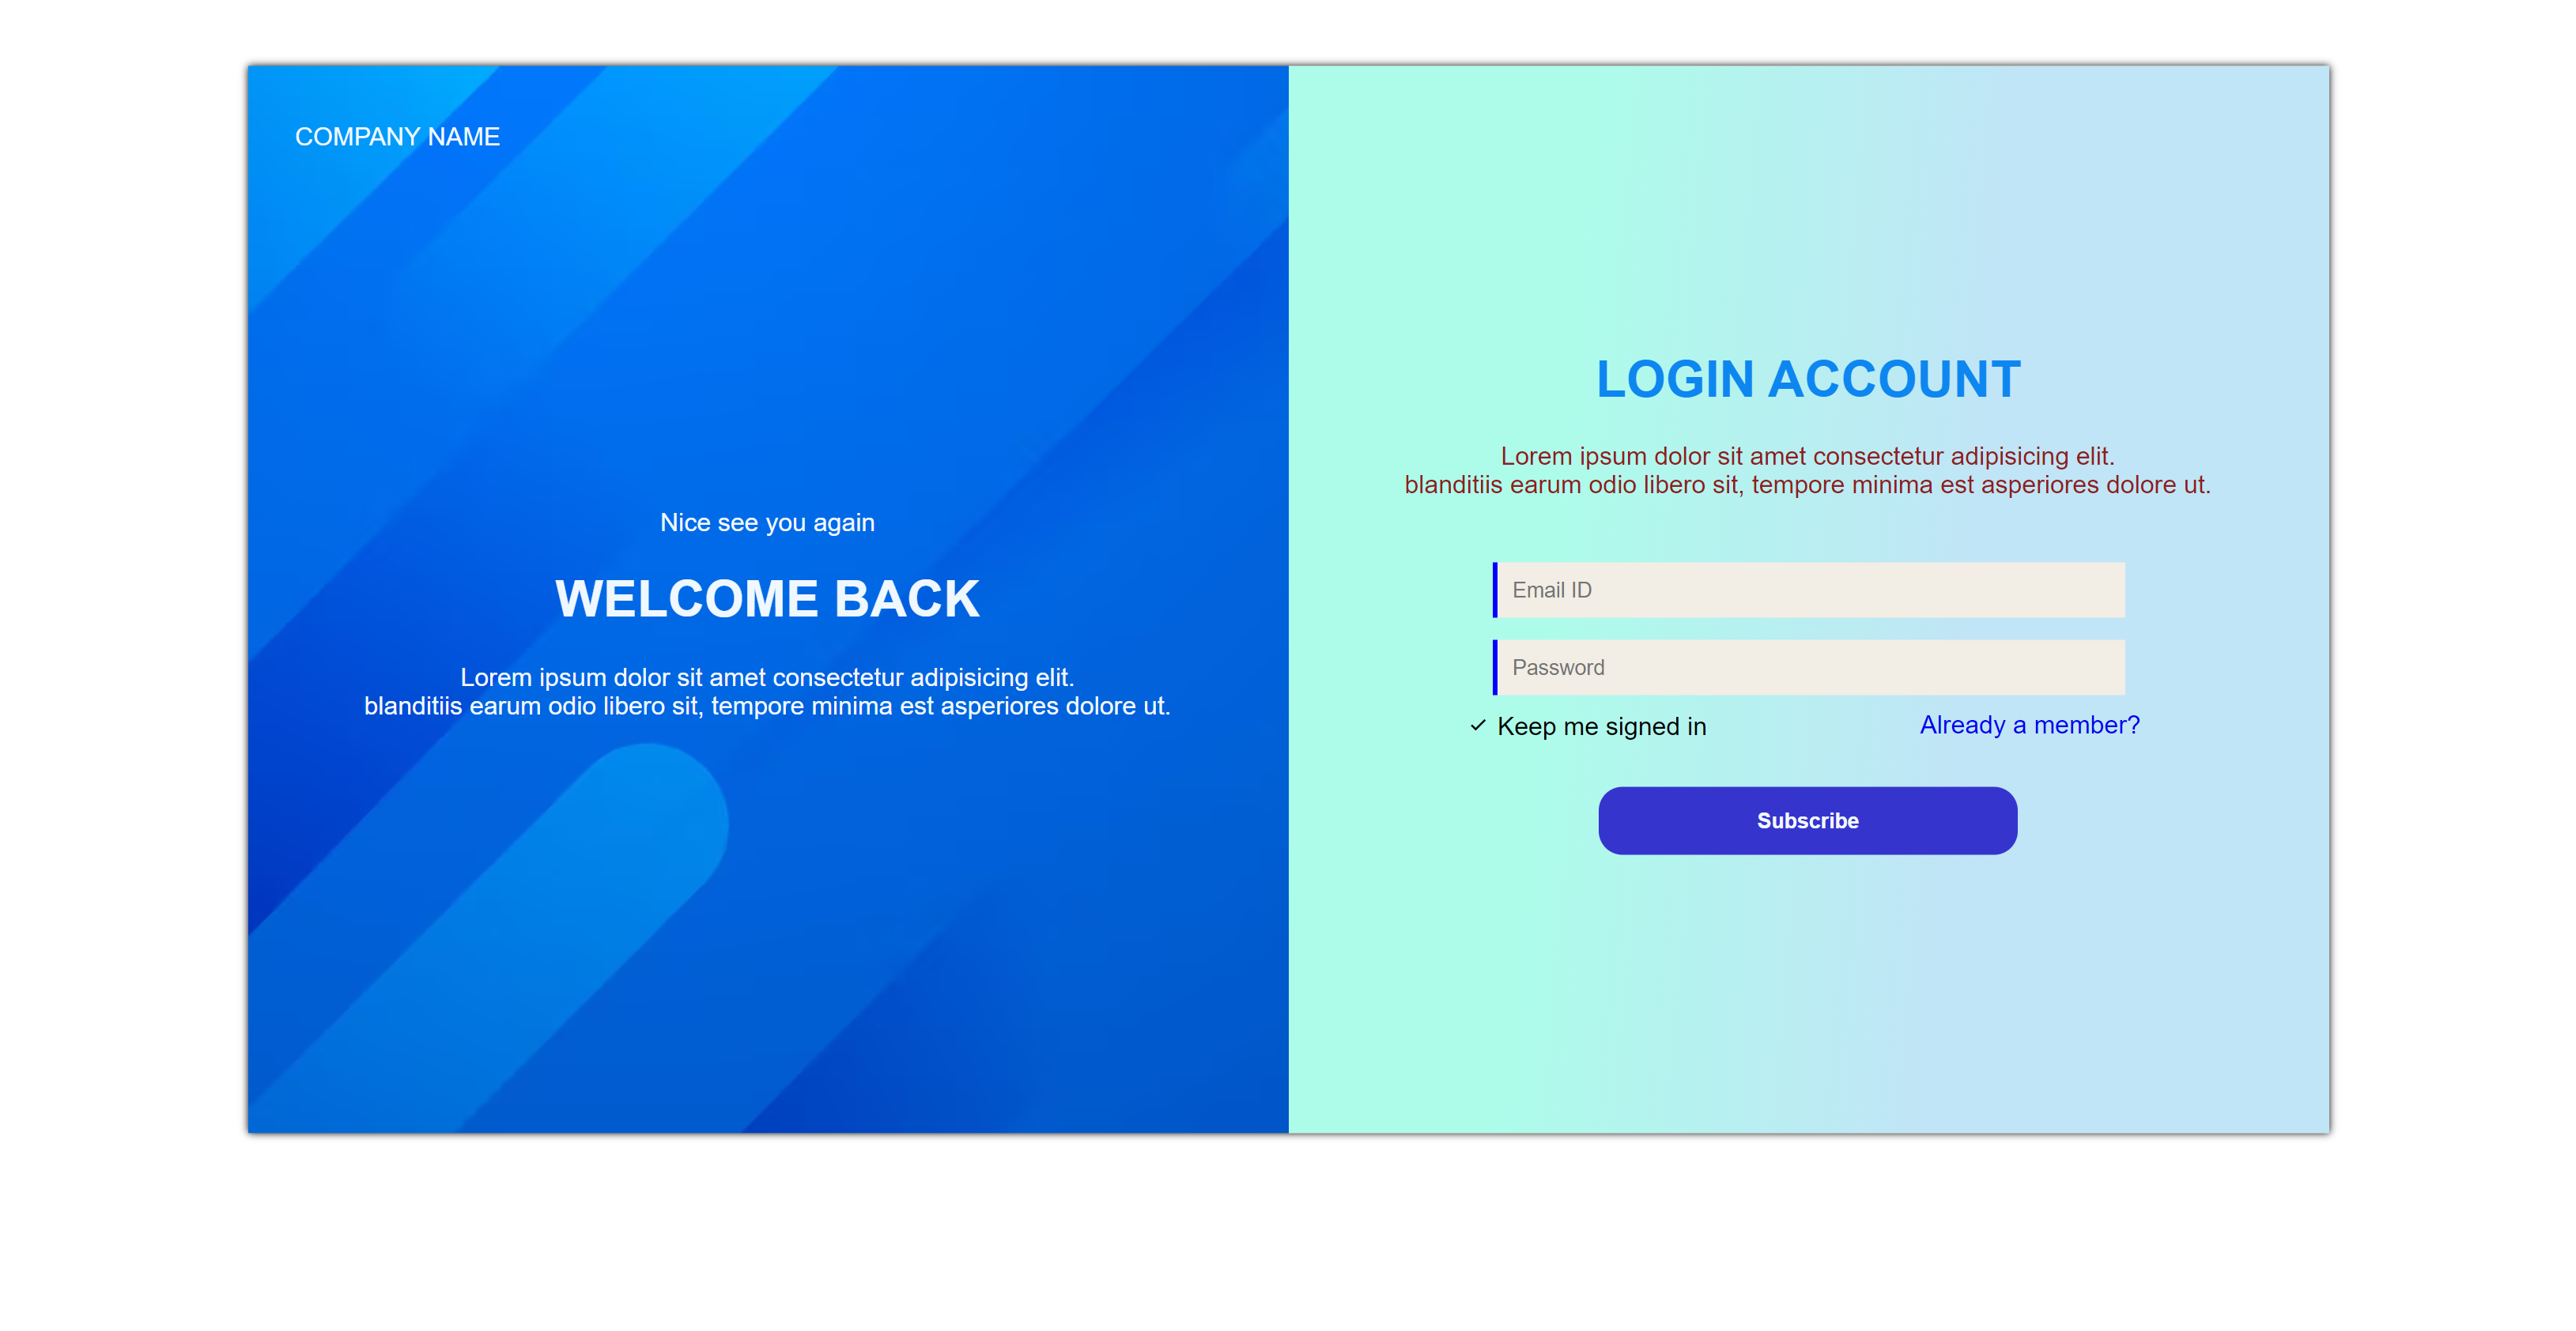 COMPANY NAME
Nice see you again
WELCOME BACK
Lorem ipsum dolor sit amet consectetur adipisicing elit.
blanditiis earum odio libero sit, tempore minima est asperiores dolore ut.
LOGIN ACCOUNT
Lorem ipsum dolor sit amet consectetur adipisicing elit.
blanditiis earum odio libero sit, tempore minima est asperiores dolore ut.
Email ID
Password
Keep me signed in
Already a member?
Subscribe